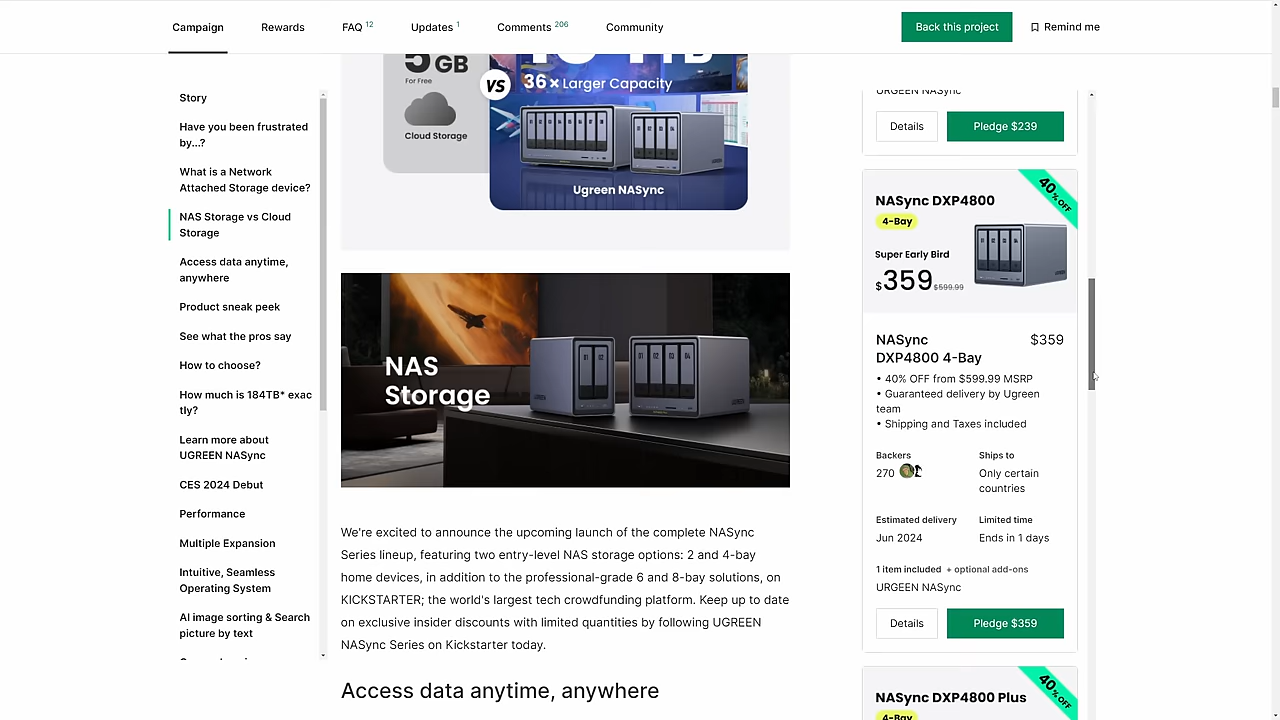 Campaign
Rewards
FAQ 12
Updates 1
Comments 206
Community
Back this project
Remind me
Story
Have you been frustrated
by...?
What is a Network
Attached Storage device?
NAS Storage vs Cloud
Storage
Access data anytime,
anywhere
Product sneak peek
See what the pros say
How to choose?
How much is 184TB* exac
tly?
Learn more about
UGREEN NASync
CES 2024 Debut
Performance
Multiple Expansion
Intuitive, Seamless
Operating System
AI image sorting & Search
picture by text
5 GB
For Free
Cloud Storage
VS
36× Larger Capacity
Ugreen NASync
NAS
Storage
We're excited to announce the upcoming launch of the complete NASync
Series lineup, featuring two entry-level NAS storage options: 2 and 4-bay
home devices, in addition to the professional-grade 6 and 8-bay solutions, on
KICKSTARTER; the world's largest tech crowdfunding platform. Keep up to date
on exclusive insider discounts with limited quantities by following UGREEN
NASync Series on Kickstarter today.
Access data anytime, anywhere
URGEEN NASync
Details
Pledge $239
40% OFF
NASync DXP4800
4-Bay
Super Early Bird
$359 $599.99
NASync
DXP4800 4-Bay
$359
• 40% OFF from $599.99 MSRP
• Guaranteed delivery by Ugreen
team
• Shipping and Taxes included
Backers
270
Ships to
Only certain
countries
Estimated delivery
Jun 2024
Limited time
Ends in 1 days
1 item included + optional add-ons
URGEEN NASync
Details
Pledge $359
40% OFF
NASync DXP4800 Plus
4-Bay